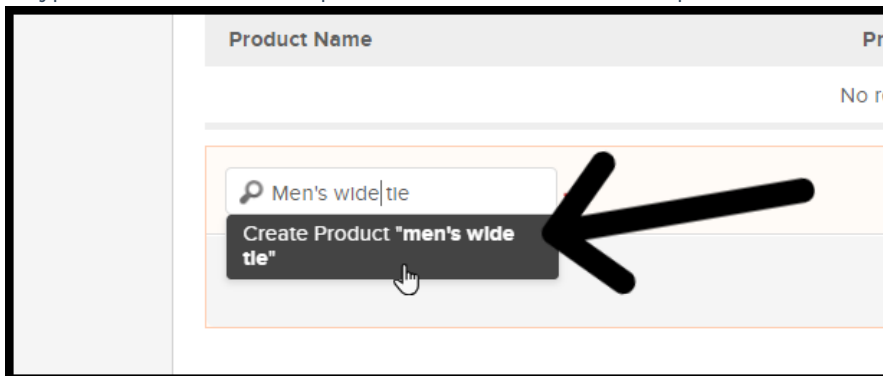 Product Name Pr
No r
Men's wide tie
Create Product "men's wide
tie"